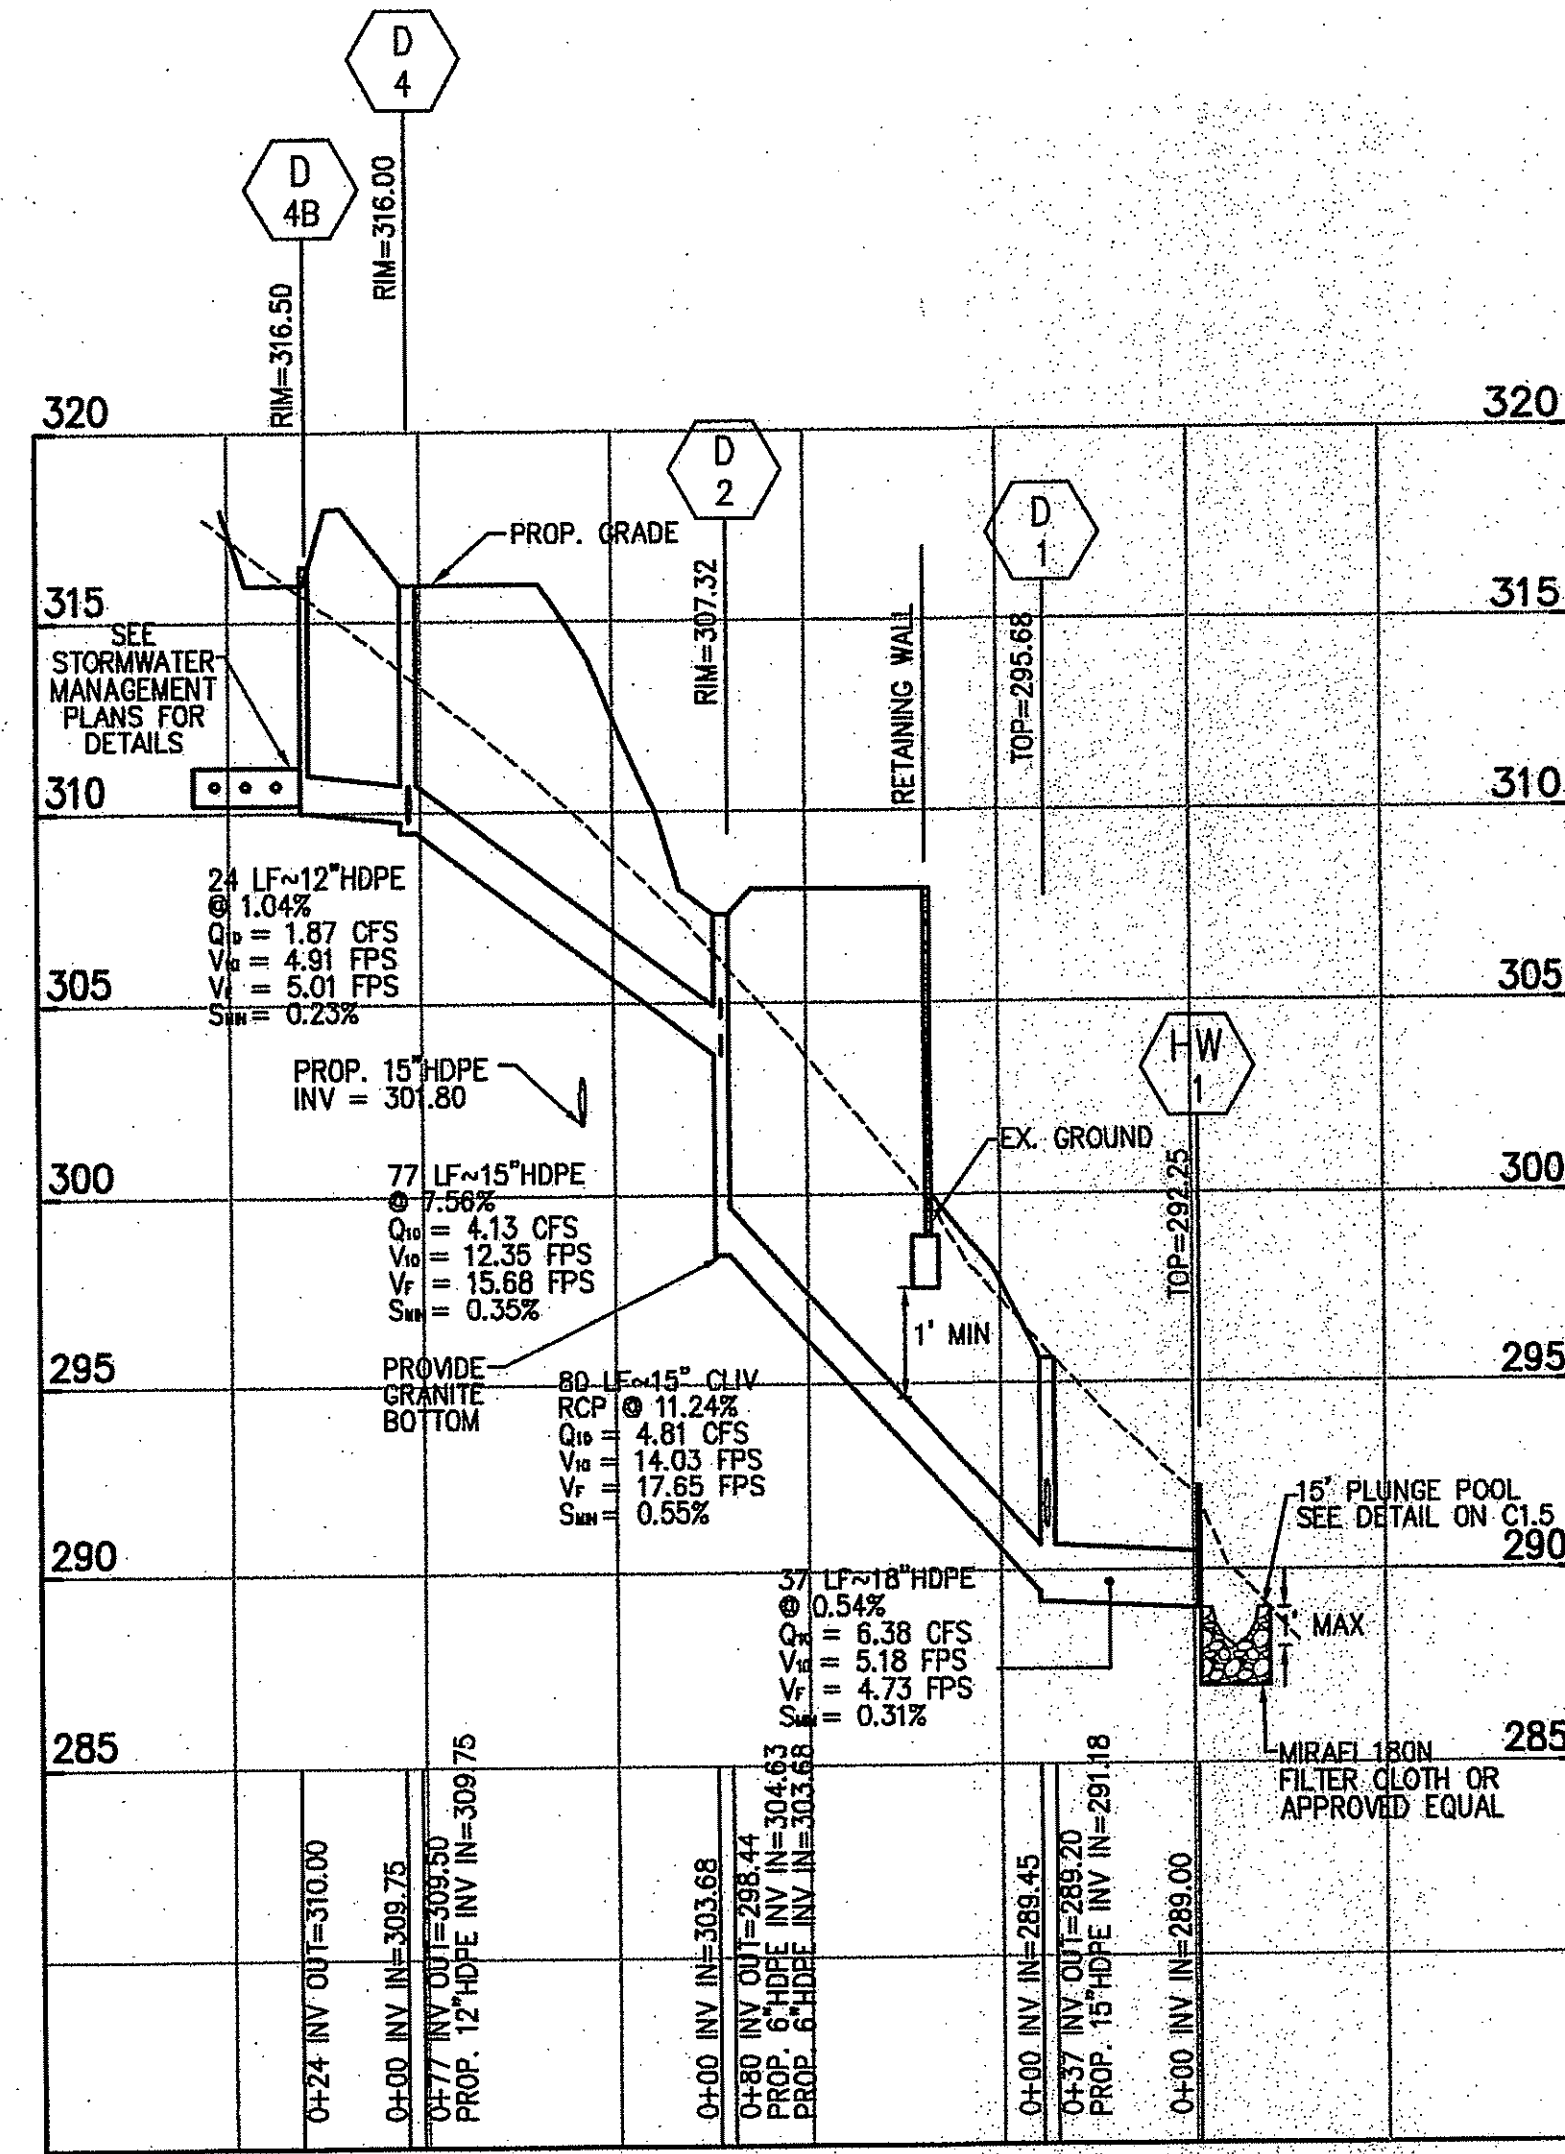 D
4
D
4B
RIM=316.00
RIM=316.50
320
320
D
2
D
1
PROP. GRADE
RIM=307.32
RETAINING WALL
TOP=295.68
315
315
SEE
STORMWATER
MANAGEMENT
PLANS FOR
DETAILS
310
310
24 LF~12"HDPE
@ 1.04%
Q10 = 1.87 CFS
V10 = 4.91 FPS
VF = 5.01 FPS
SMIN = 0.23%
305
305
HW
1
PROP. 15"HDPE
INV = 301.80
EX. GROUND
TOP=292.25
300
300
77 LF~15"HDPE
@ 7.56%
Q10 = 4.13 CFS
V10 = 12.35 FPS
VF = 15.68 FPS
SMIN = 0.35%
1' MIN
295
295
PROVIDE
GRANITE
BOTTOM
80 LF~15" CLIV
RCP @ 11.24%
Q10 = 4.81 CFS
V10 = 14.03 FPS
VF = 17.65 FPS
SMIN = 0.55%
15' PLUNGE POOL
SEE DETAIL ON C1.5
290
290
37 LF~18"HDPE
@ 0.54%
Q10 = 6.38 CFS
V10 = 5.18 FPS
VF = 4.73 FPS
SMIN = 0.31%
1' MAX
285
285
MIRAFI 180N
FILTER CLOTH OR
APPROVED EQUAL
0+24 INV OUT=310.00
0+00 INV IN=309.75
0+77 INV OUT=309.50
PROP. 12"HDPE INV IN=309.75
0+00 INV IN=303.68
0+80 INV OUT=298.44
PROP. 6"HDPE INV IN=304.63
PROP. 6"HDPE INV IN=303.68
0+00 INV IN=289.45
0+37 INV OUT=289.20
PROP. 15"HDPE INV IN=291.18
0+00 INV IN=289.00